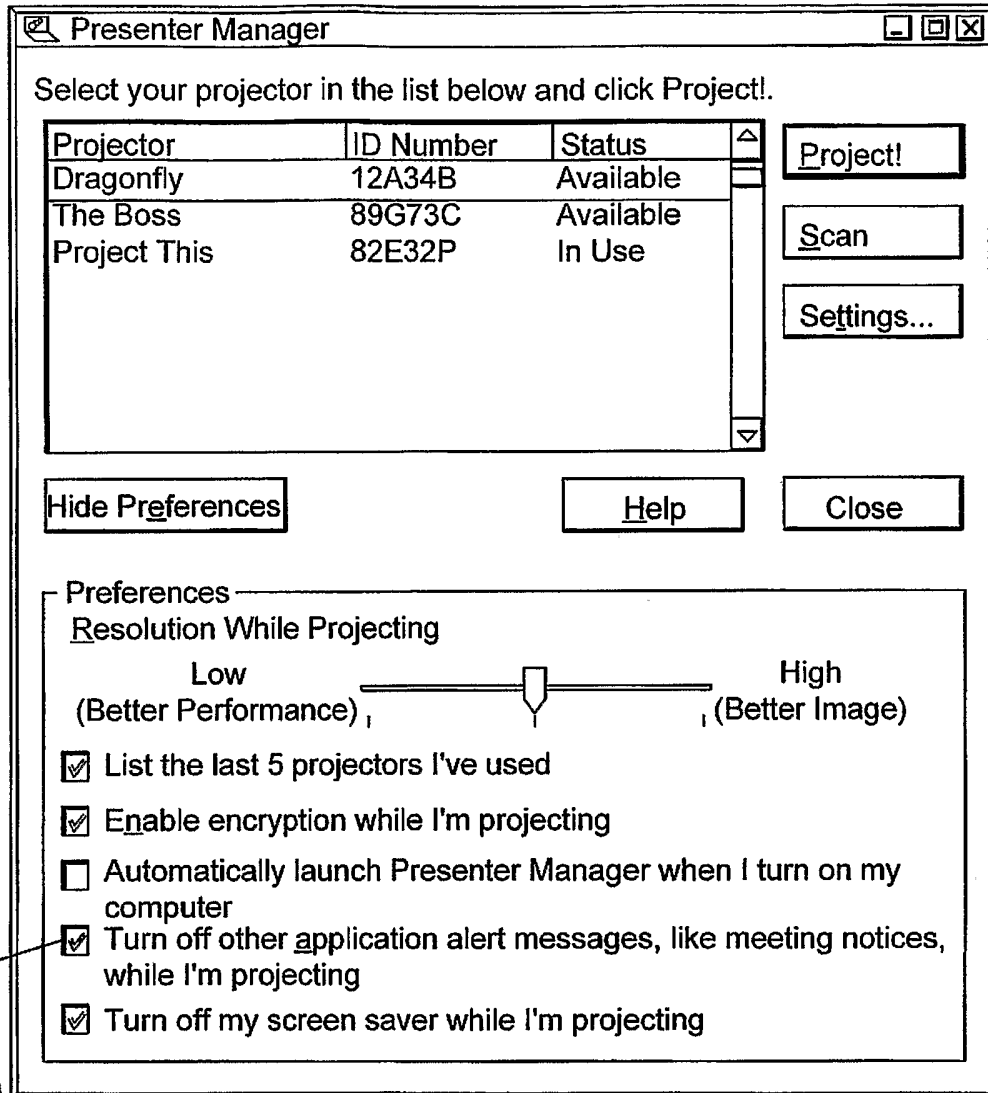 Presenter Manager
Select your projector in the list below and click Project!.
Projector ID Number Status
Dragonfly 12A34B Available
The Boss 89G73C Available
Project This 82E32P In Use
Project!
Scan
Settings...
Hide Preferences Help Close
Preferences
Resolution While Projecting
Low High
(Better Performance) (Better Image)
List the last 5 projectors I've used
Enable encryption while I'm projecting
Automatically launch Presenter Manager when I turn on my
computer
Turn off other application alert messages, like meeting notices,
while I'm projecting
Turn off my screen saver while I'm projecting